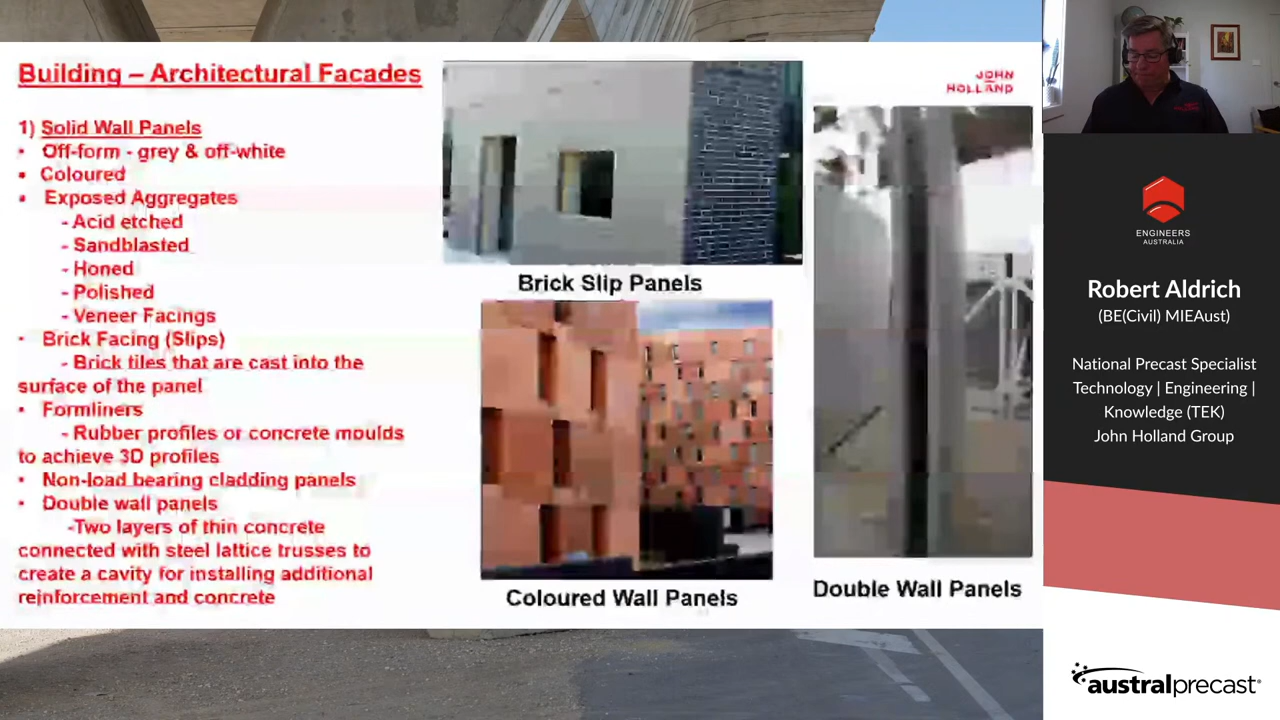 Building – Architectural Facades
JOHN
HOLLAND
1) Solid Wall Panels
• Off-form - grey & off-white
• Coloured
• Exposed Aggregates
- Acid etched
- Sandblasted
- Honed
- Polished
- Veneer Facings
• Brick Facing (Slips)
- Brick tiles that are cast into the
surface of the panel
• Formliners
- Rubber profiles or concrete moulds
to achieve 3D profiles
• Non-load bearing cladding panels
• Double wall panels
-Two layers of thin concrete
connected with steel lattice trusses to
create a cavity for installing additional
reinforcement and concrete
Brick Slip Panels
Coloured Wall Panels
Double Wall Panels
ENGINEERS
AUSTRALIA
Robert Aldrich
(BE(Civil) MIEAust)
National Precast Specialist
Technology | Engineering |
Knowledge (TEK)
John Holland Group
australprecast®